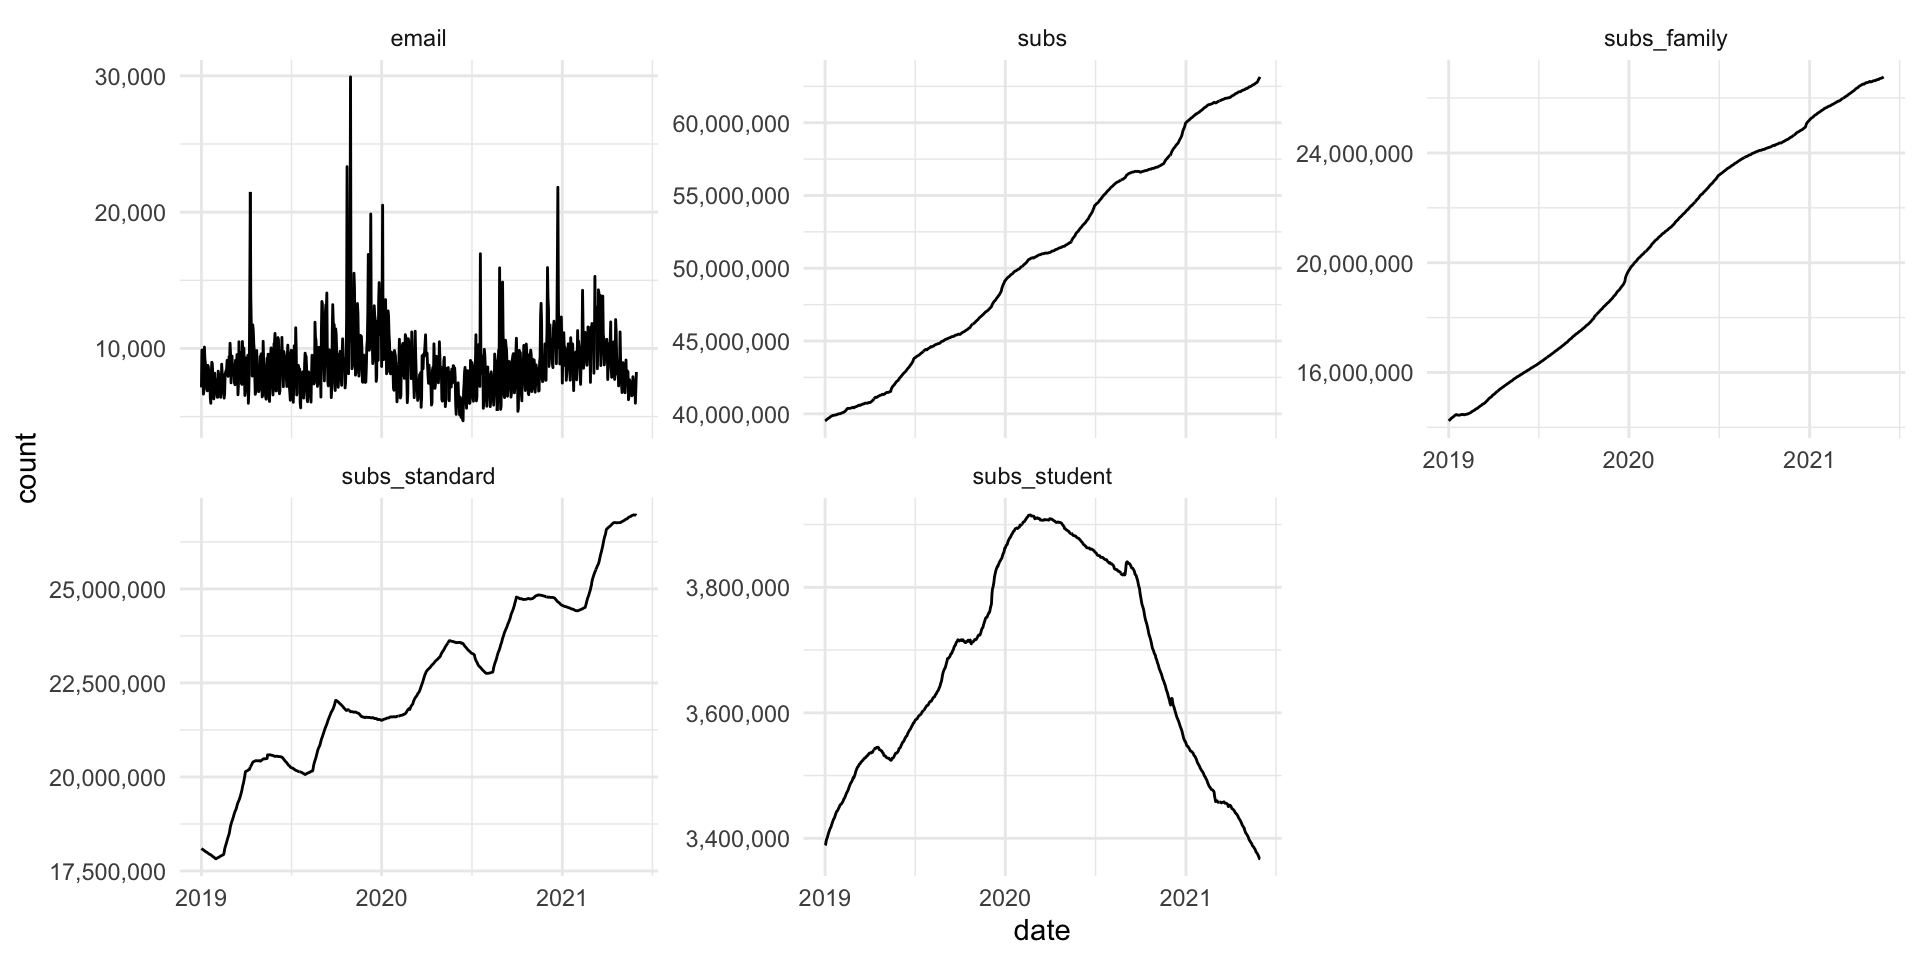 email
30,000
20,000
10,000
subs
60,000,000
55,000,000
50,000,000
45,000,000
40,000,000
subs_family
24,000,000
20,000,000
16,000,000
2019 2020 2021
count
subs_standard
25,000,000
22,500,000
20,000,000
17,500,000
2019 2020 2021
subs_student
3,800,000
3,600,000
3,400,000
2019 2020 2021
date